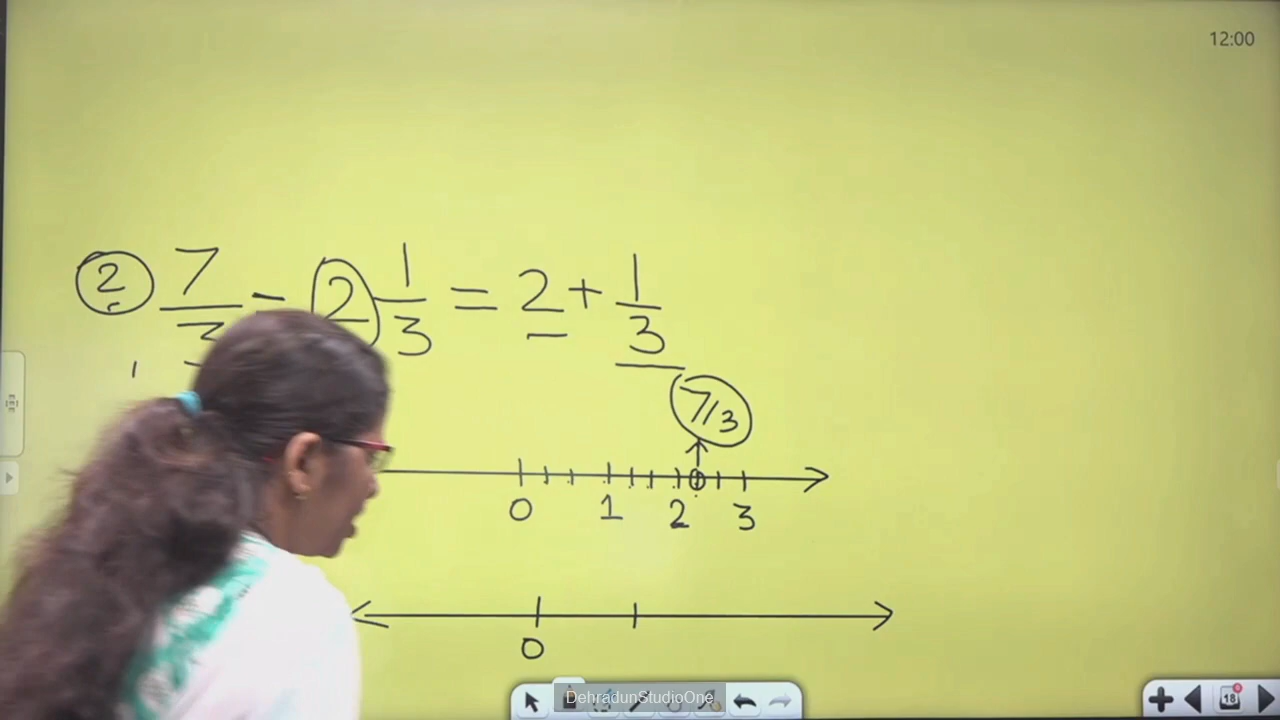 12:00
② 7/3 = 2 1/3 = 2 + 1/3
7/3
0 1 2 3
0
DehradunStudioOne
18